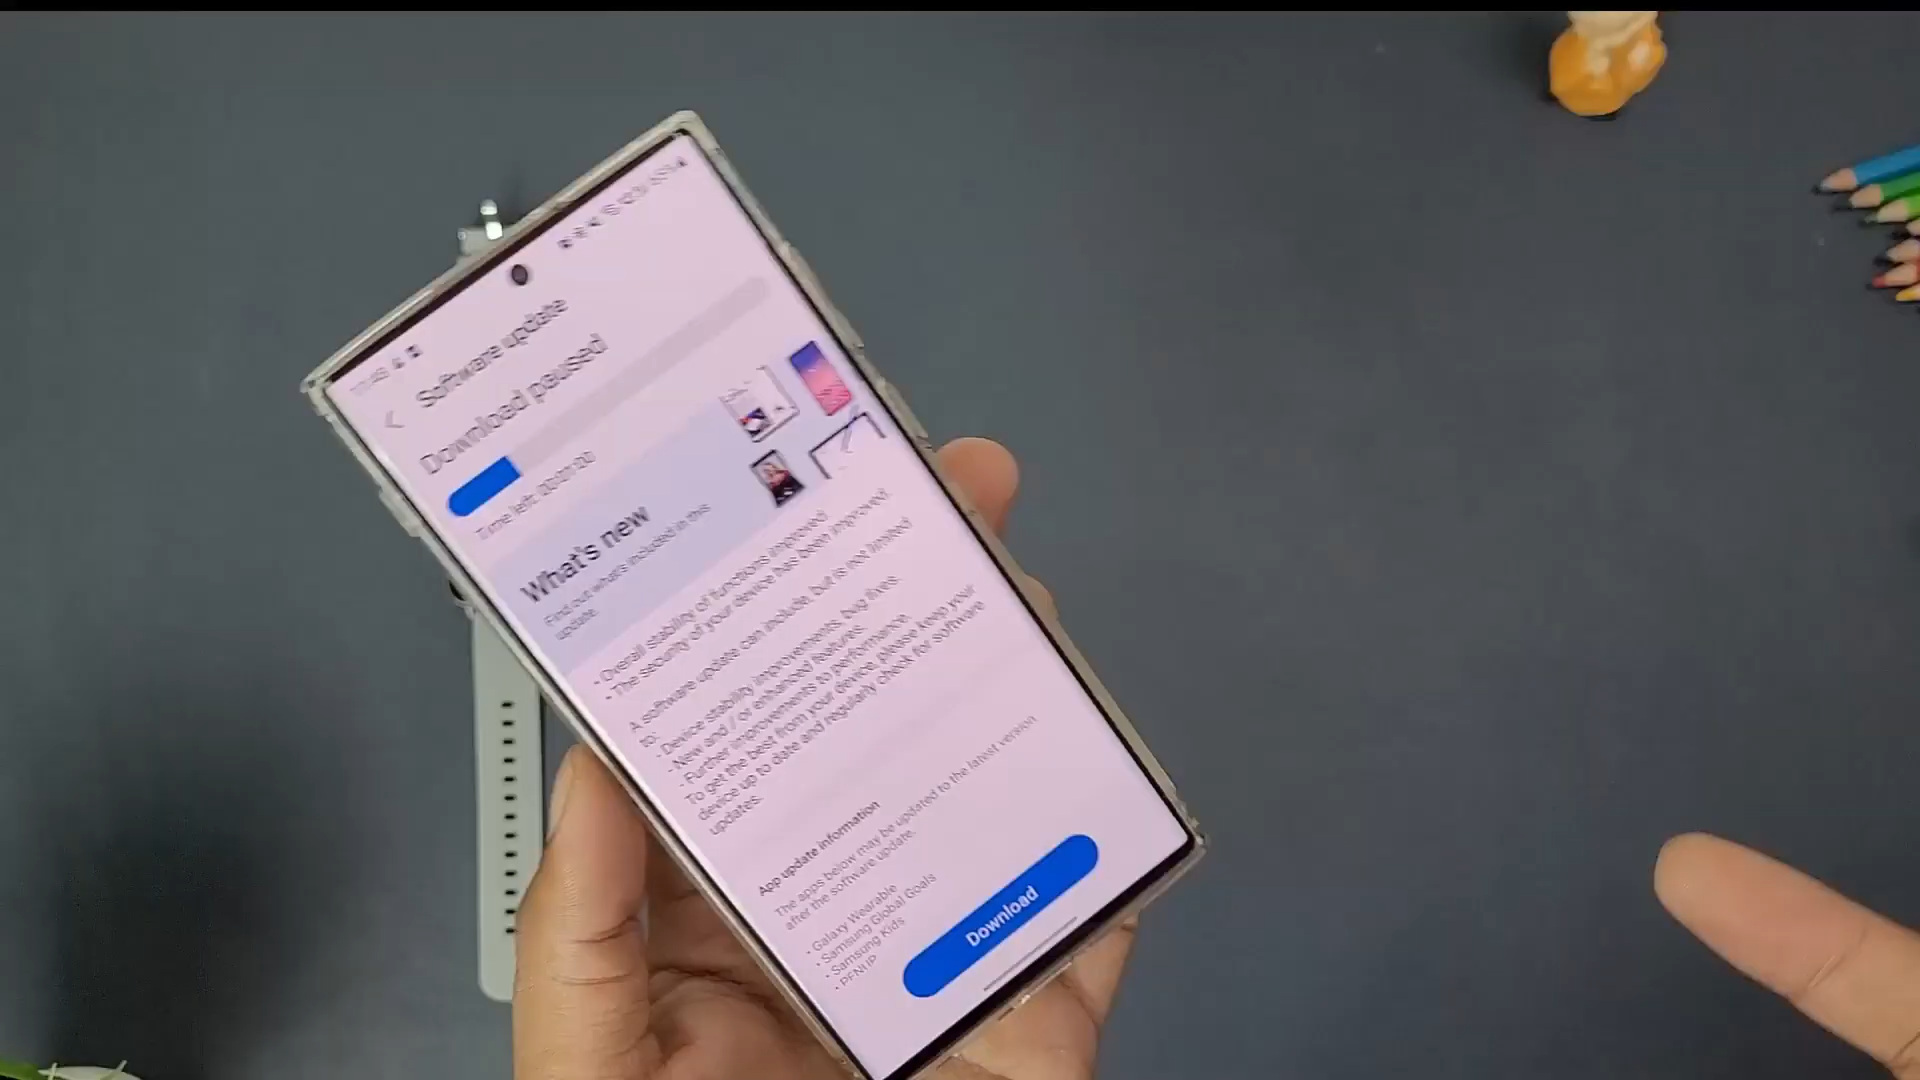 Software update
Download paused
Time left:
What's new
Find out what's included in this
update.
• Overall stability of functions improved
• The security of your device has been improved.
A software update can include, but is not limited
to:
- Device stability improvements, bug fixes.
- New and / or enhanced features.
- Further improvements to performance.
To get the best from your device, please keep your
device up to date and regularly check for software
updates.
App update information
The apps below may be updated to the latest version
after the software update.
• Galaxy Wearable
• Samsung Global Goals
• Samsung Kids
• PENUP
Download